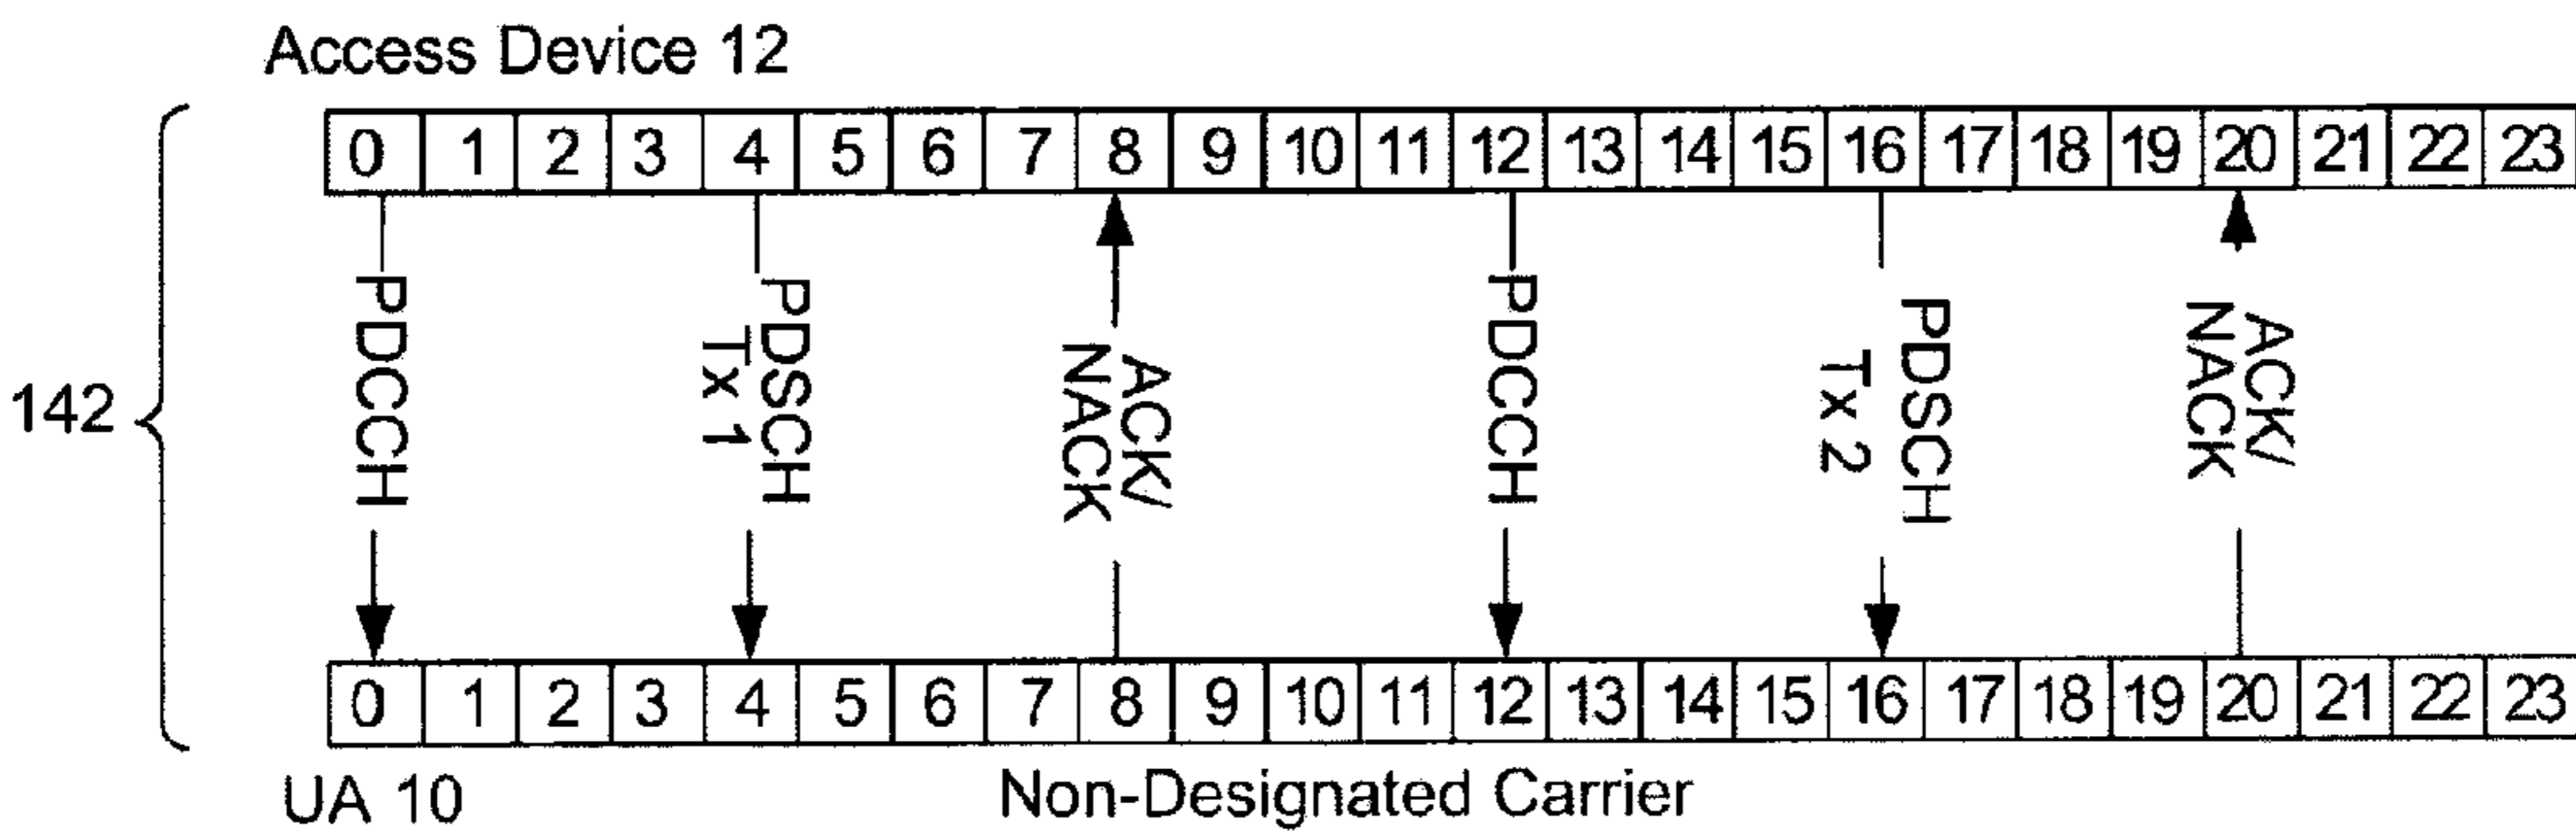 Access Device 12
0 1 2 3 4 5 6 7 8 9 10 11 12 13 14 15 16 17 18 19 20 21 22 23
142
PDCCH
PDSCH
Tx 1
ACK/
NACK
PDCCH
PDSCH
Tx 2
ACK/
NACK
0 1 2 3 4 5 6 7 8 9 10 11 12 13 14 15 16 17 18 19 20 21 22 23
UA 10
Non-Designated Carrier